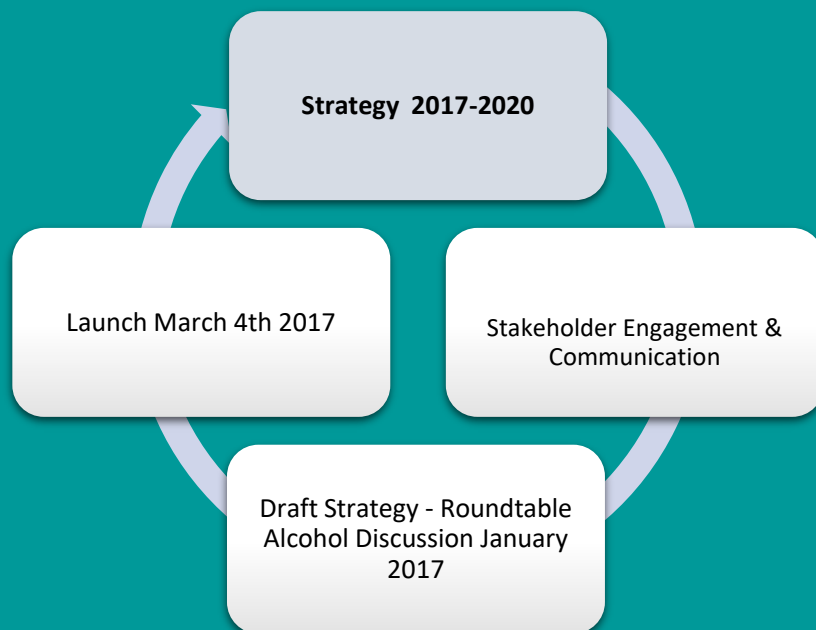 Strategy  2017-2020
Stakeholder Engagement &
Communication
Draft Strategy - Roundtable
Alcohol Discussion January
2017
Launch March 4th 2017